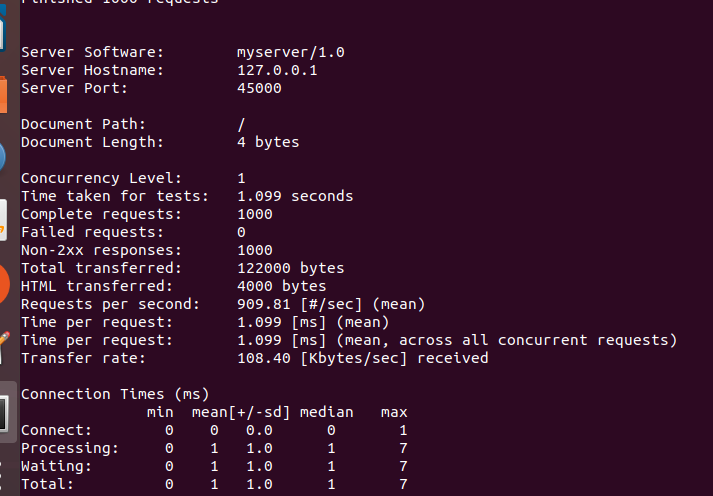 Finished 1000 requests
Server Software: myserver/1.0
Server Hostname: 127.0.0.1
Server Port: 45000
Document Path: /
Document Length: 4 bytes
Concurrency Level: 1
Time taken for tests: 1.099 seconds
Complete requests: 1000
Failed requests: 0
Non-2xx responses: 1000
Total transferred: 122000 bytes
HTML transferred: 4000 bytes
Requests per second: 909.81 [#/sec] (mean)
Time per request: 1.099 [ms] (mean)
Time per request: 1.099 [ms] (mean, across all concurrent requests)
Transfer rate: 108.40 [Kbytes/sec] received
Connection Times (ms)
min mean[+/-sd] median max
Connect: 0 0 0.0 0 1
Processing: 0 1 1.0 1 7
Waiting: 0 1 1.0 1 7
Total: 0 1 1.0 1 7